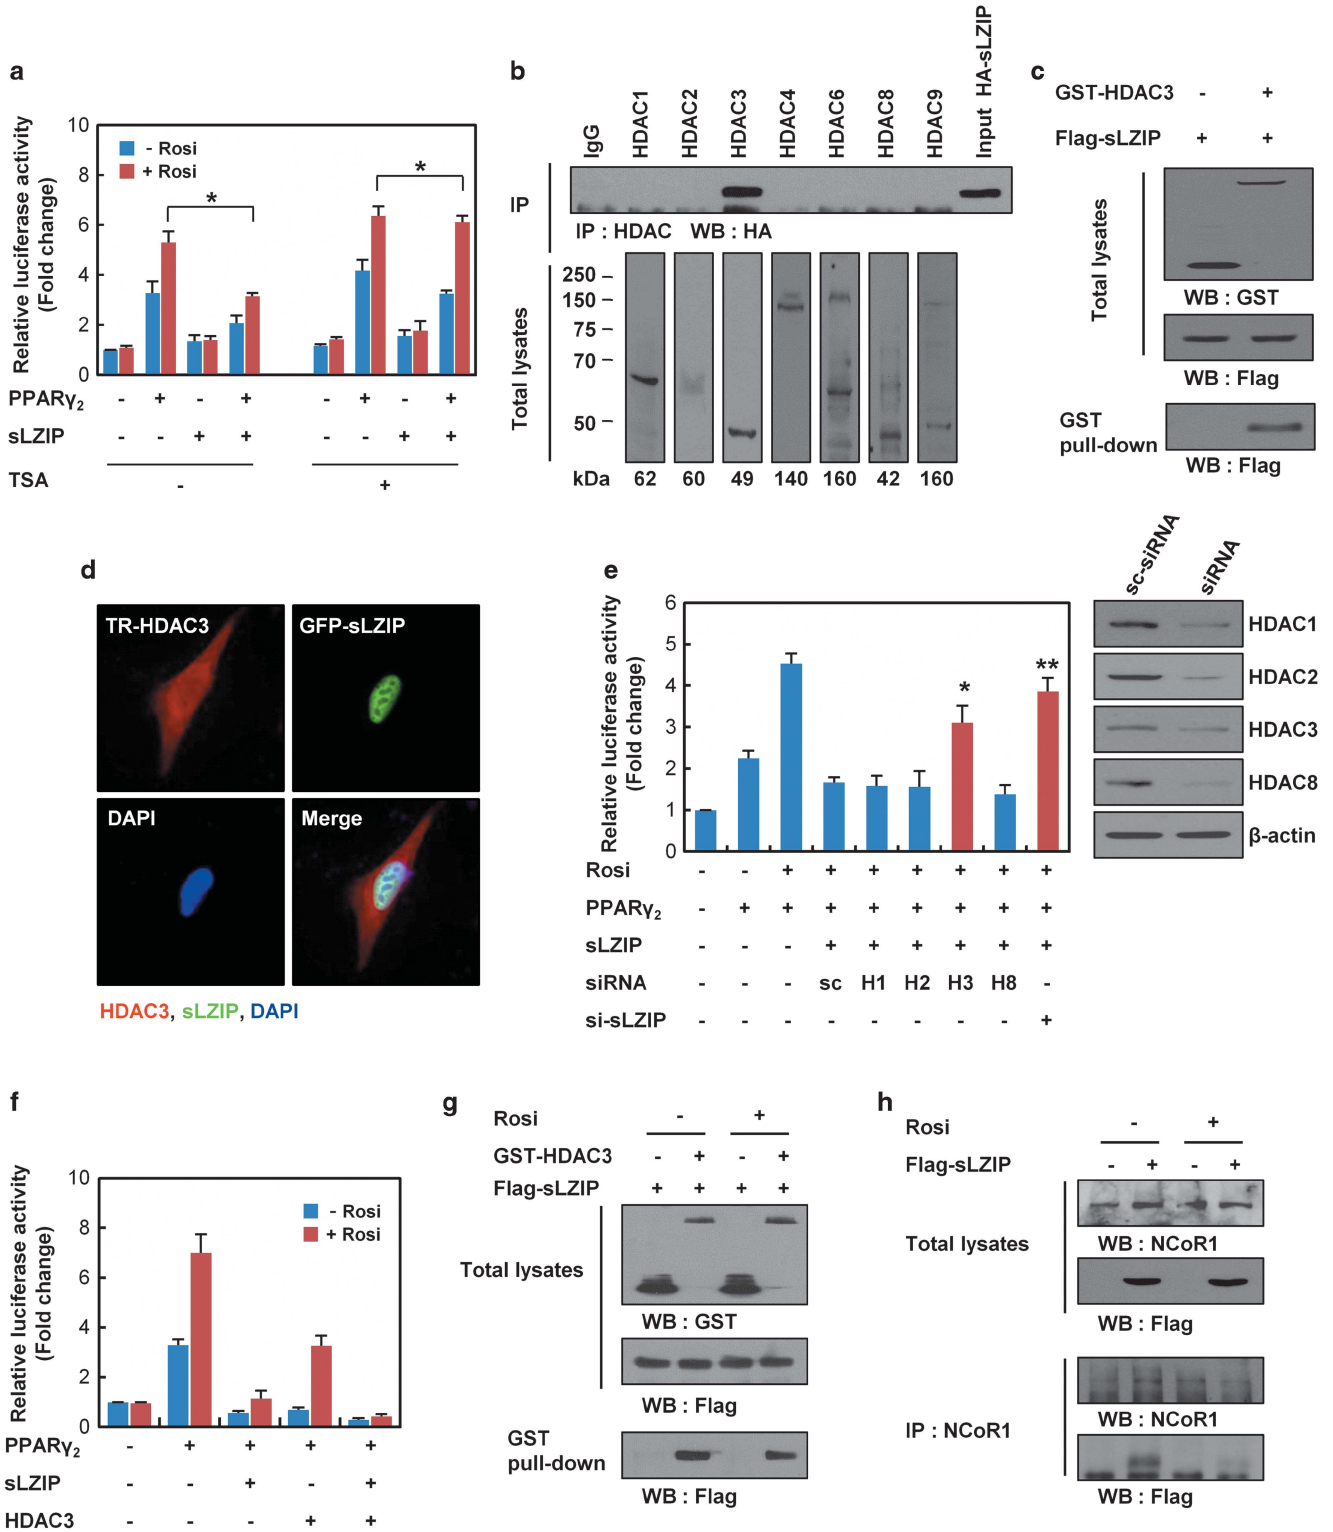 a
Relative luciferase activity
(Fold change)
10
8
6
4
2
0
- Rosi
+ Rosi
*
*
PPARγ2 - + - + - + - +
sLZIP - - + + - - + +
TSA - +
b
IgG
HDAC1
HDAC2
HDAC3
HDAC4
HDAC6
HDAC8
HDAC9
Input HA-sLZIP
IP
IP : HDAC WB : HA
Total lysates
250
150
75
70
50
kDa 62 60 49 140 160 42 160
c
GST-HDAC3 - +
Flag-sLZIP + +
Total lysates
WB : GST
WB : Flag
GST
pull-down
WB : Flag
d
TR-HDAC3
GFP-sLZIP
DAPI
Merge
HDAC3, sLZIP, DAPI
e
Relative luciferase activity
(Fold change)
6
5
4
3
2
1
0
*
**
Rosi - - + + + + + + +
PPARγ2 - + + + + + + + +
sLZIP - - - + + + + + +
siRNA - - - sc H1 H2 H3 H8 -
si-sLZIP - - - - - - - - +
sc-siRNA
siRNA
HDAC1
HDAC2
HDAC3
HDAC8
β-actin
f
Relative luciferase activity
(Fold change)
10
8
6
4
2
0
- Rosi
+ Rosi
PPARγ2 - + + + +
sLZIP - - + - +
HDAC3 - - - + +
g
Rosi - +
GST-HDAC3 - + - +
Flag-sLZIP + + + +
Total lysates
WB : GST
WB : Flag
GST
pull-down
WB : Flag
h
Rosi - +
Flag-sLZIP - + - +
Total lysates
WB : NCoR1
WB : Flag
IP : NCoR1
WB : NCoR1
WB : Flag